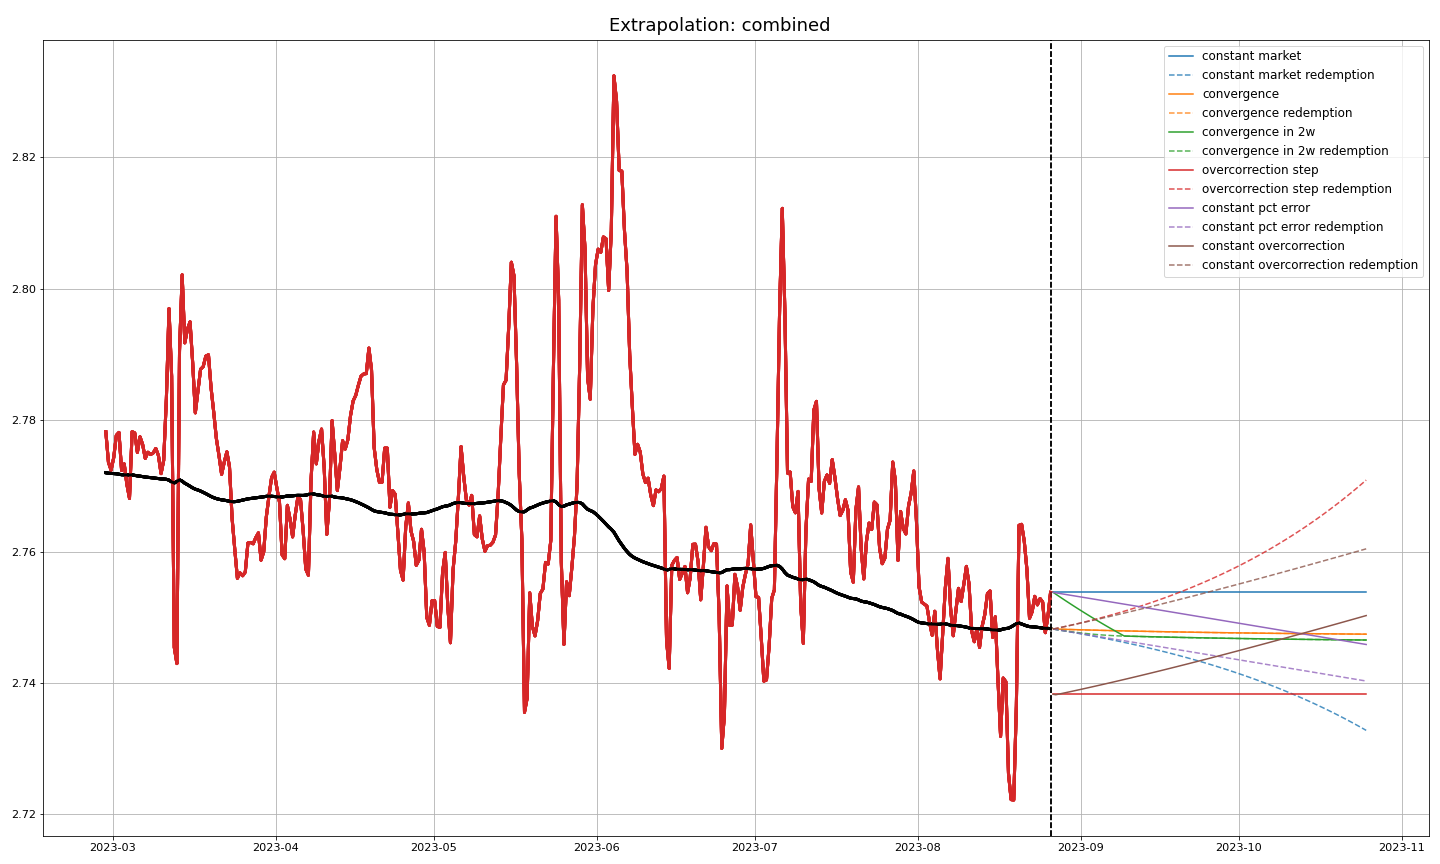 Extrapolation: combined
constant market
constant market redemption
convergence
convergence redemption
convergence in 2w
convergence in 2w redemption
overcorrection step
overcorrection step redemption
constant pct error
constant pct error redemption
constant overcorrection
constant overcorrection redemption
2.82
2.80
2.78
2.76
2.74
2.72
2023-03
2023-04
2023-05
2023-06
2023-07
2023-08
2023-09
2023-10
2023-11